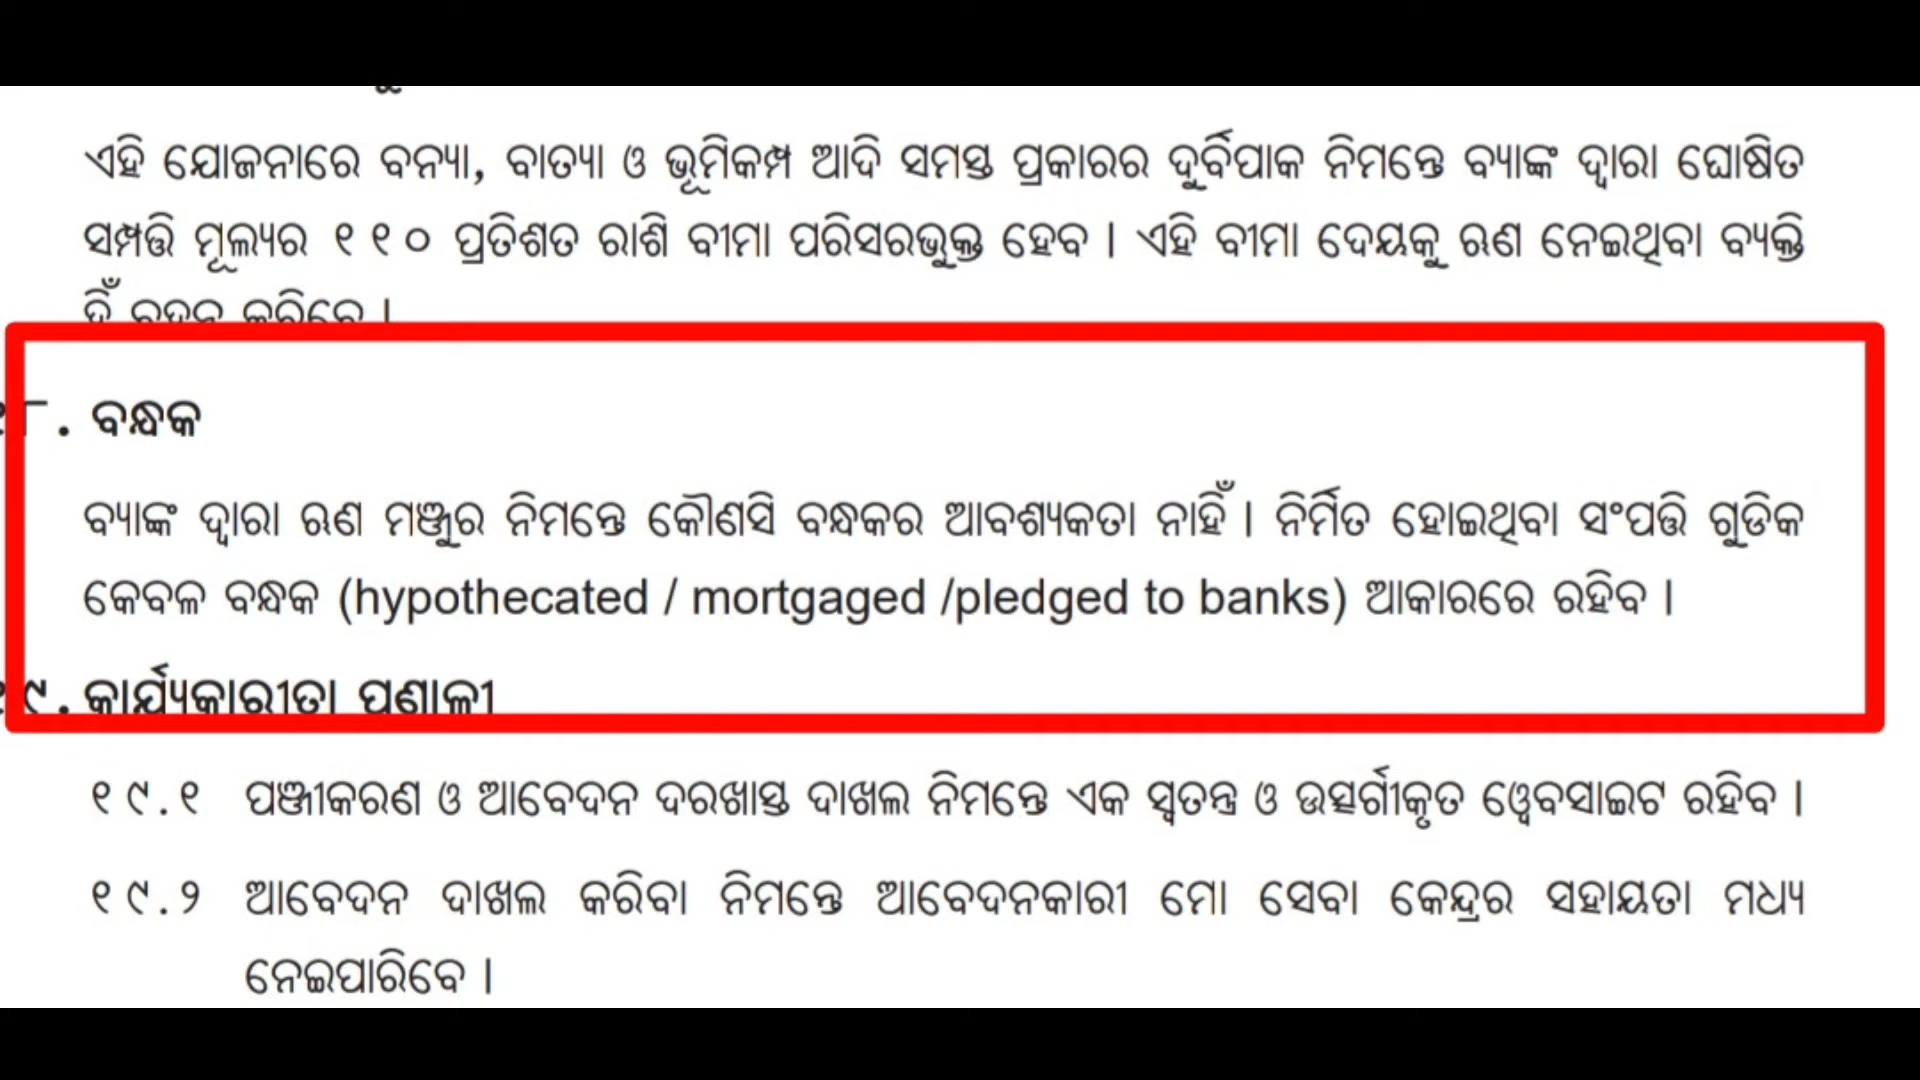 ଏହି ଯୋଜନାରେ ବନ୍ୟା, ବାତ୍ୟା ଓ ଭୂମିକମ୍ପ ଆଦି ସମସ୍ତ ପ୍ରକାରର ଦୁର୍ବିପାକ ନିମନ୍ତେ ବ୍ୟାଙ୍କ ଦ୍ୱାରା ଘୋଷିତ
ସମ୍ପତ୍ତି ମୂଲ୍ୟର ୧୧୦ ପ୍ରତିଶତ ରାଶି ବୀମା ପରିସରଭୁକ୍ତ ହେବ । ଏହି ବୀମା ଦେୟକୁ ଋଣ ନେଇଥିବା ବ୍ୟକ୍ତି
ହିଁ ବହନ କରିବେ ।
୧୮. ବନ୍ଧକ
ବ୍ୟାଙ୍କ ଦ୍ୱାରା ଋଣ ମଞ୍ଜୁର ନିମନ୍ତେ କୌଣସି ବନ୍ଧକର ଆବଶ୍ୟକତା ନାହିଁ । ନିର୍ମିତ ହୋଇଥିବା ସଂପତ୍ତି ଗୁଡିକ
କେବଳ ବନ୍ଧକ (hypothecated / mortgaged /pledged to banks) ଆକାରରେ ରହିବ ।
୧୯. କାର୍ଯ୍ୟକାରୀତା ପ୍ରଣାଳୀ
୧୯.୧ ପଞ୍ଜୀକରଣ ଓ ଆବେଦନ ଦରଖାସ୍ତ ଦାଖଲ ନିମନ୍ତେ ଏକ ସ୍ୱତନ୍ତ୍ର ଓ ଉତ୍ସର୍ଗୀକୃତ ୱେବସାଇଟ ରହିବ ।
୧୯.୨ ଆବେଦନ ଦାଖଲ କରିବା ନିମନ୍ତେ ଆବେଦନକାରୀ ମୋ ସେବା କେନ୍ଦ୍ରର ସହାୟତା ମଧ୍ୟ
ନେଇପାରିବେ ।